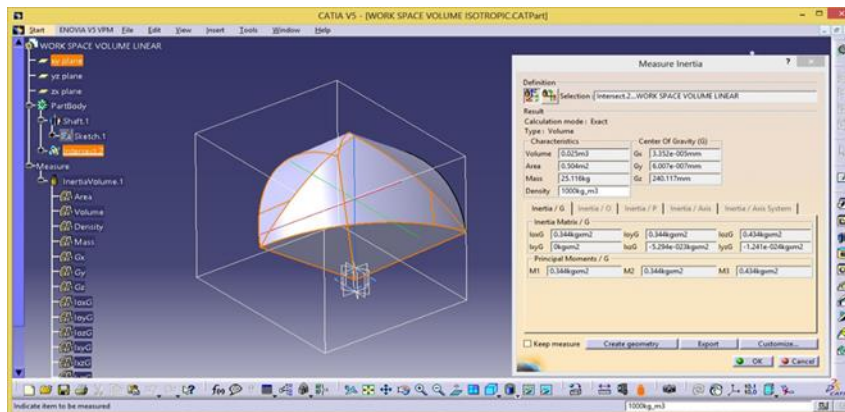 CATIA V5 - [WORK SPACE VOLUME ISOTROPIC.CATPart]
Start ENOVIA V5 VPM File Edit View Insert Tools Window Help
WORK SPACE VOLUME LINEAR
xy plane
yz plane
zx plane
PartBody
Shaft.1
Sketch.1
Intersect.2
Measure
InertiaVolume.1
Area
Volume
Density
Mass
Gx
Gy
Gz
IoxG
IoyG
IozG
IxyG
IxzG
Measure Inertia
?
Definition
Selection : Intersect.2...WORK SPACE VOLUME LINEAR
Result
Calculation mode : Exact
Type : Volume
Characteristics Center Of Gravity (G)
Volume 0.025m3 Gx 3.352e-005mm
Area 0.504m2 Gy 6.007e-007mm
Mass 25.116kg Gz 240.117mm
Density 1000kg_m3
Inertia / G Inertia / O Inertia / P Inertia / Axis Inertia / Axis System
Inertia Matrix / G
IoxG 0.344kgxm2 IoyG 0.344kgxm2 IozG 0.434kgxm2
IxyG 0kgxm2 IxzG -5.294e-023kgxm2 IyzG -1.241e-024kgxm2
Principal Moments / G
M1 0.344kgxm2 M2 0.344kgxm2 M3 0.434kgxm2
Keep measure Create geometry Export Customize...
OK Cancel
Indicate item to be measured
1000kg_m3